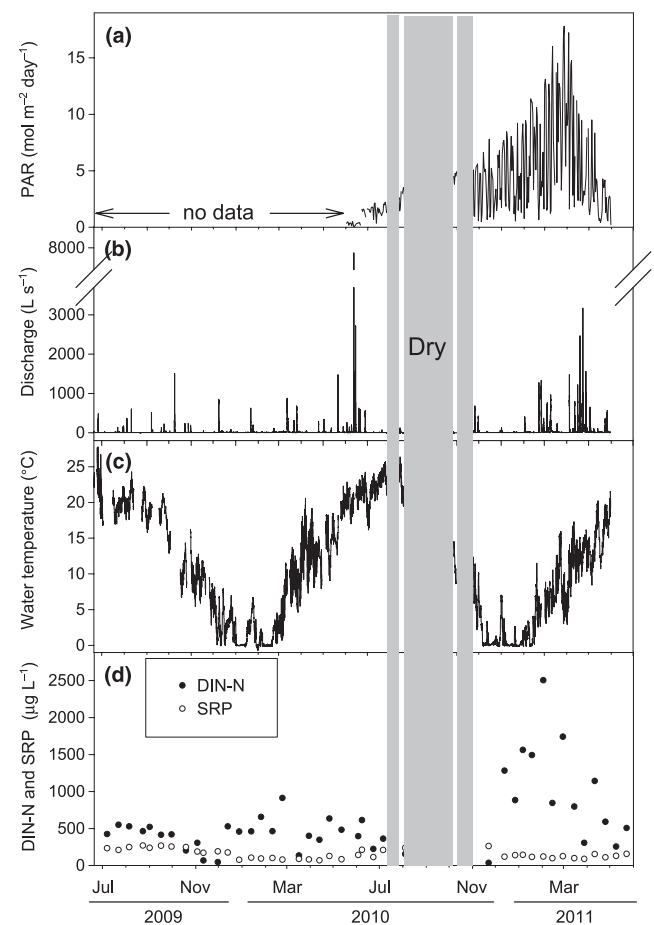 (a)
PAR (mol m⁻² day⁻¹)
15
10
5
0
no data
(b)
Discharge (L s⁻¹)
8000
3000
2000
1000
0
Dry
(c)
Water temperature (°C)
25
20
15
10
5
0
(d)
DIN-N and SRP (µg L⁻¹)
2500
2000
1500
1000
500
0
DIN-N
SRP
Jul Nov Mar Jul Nov Mar
2009 2010 2011